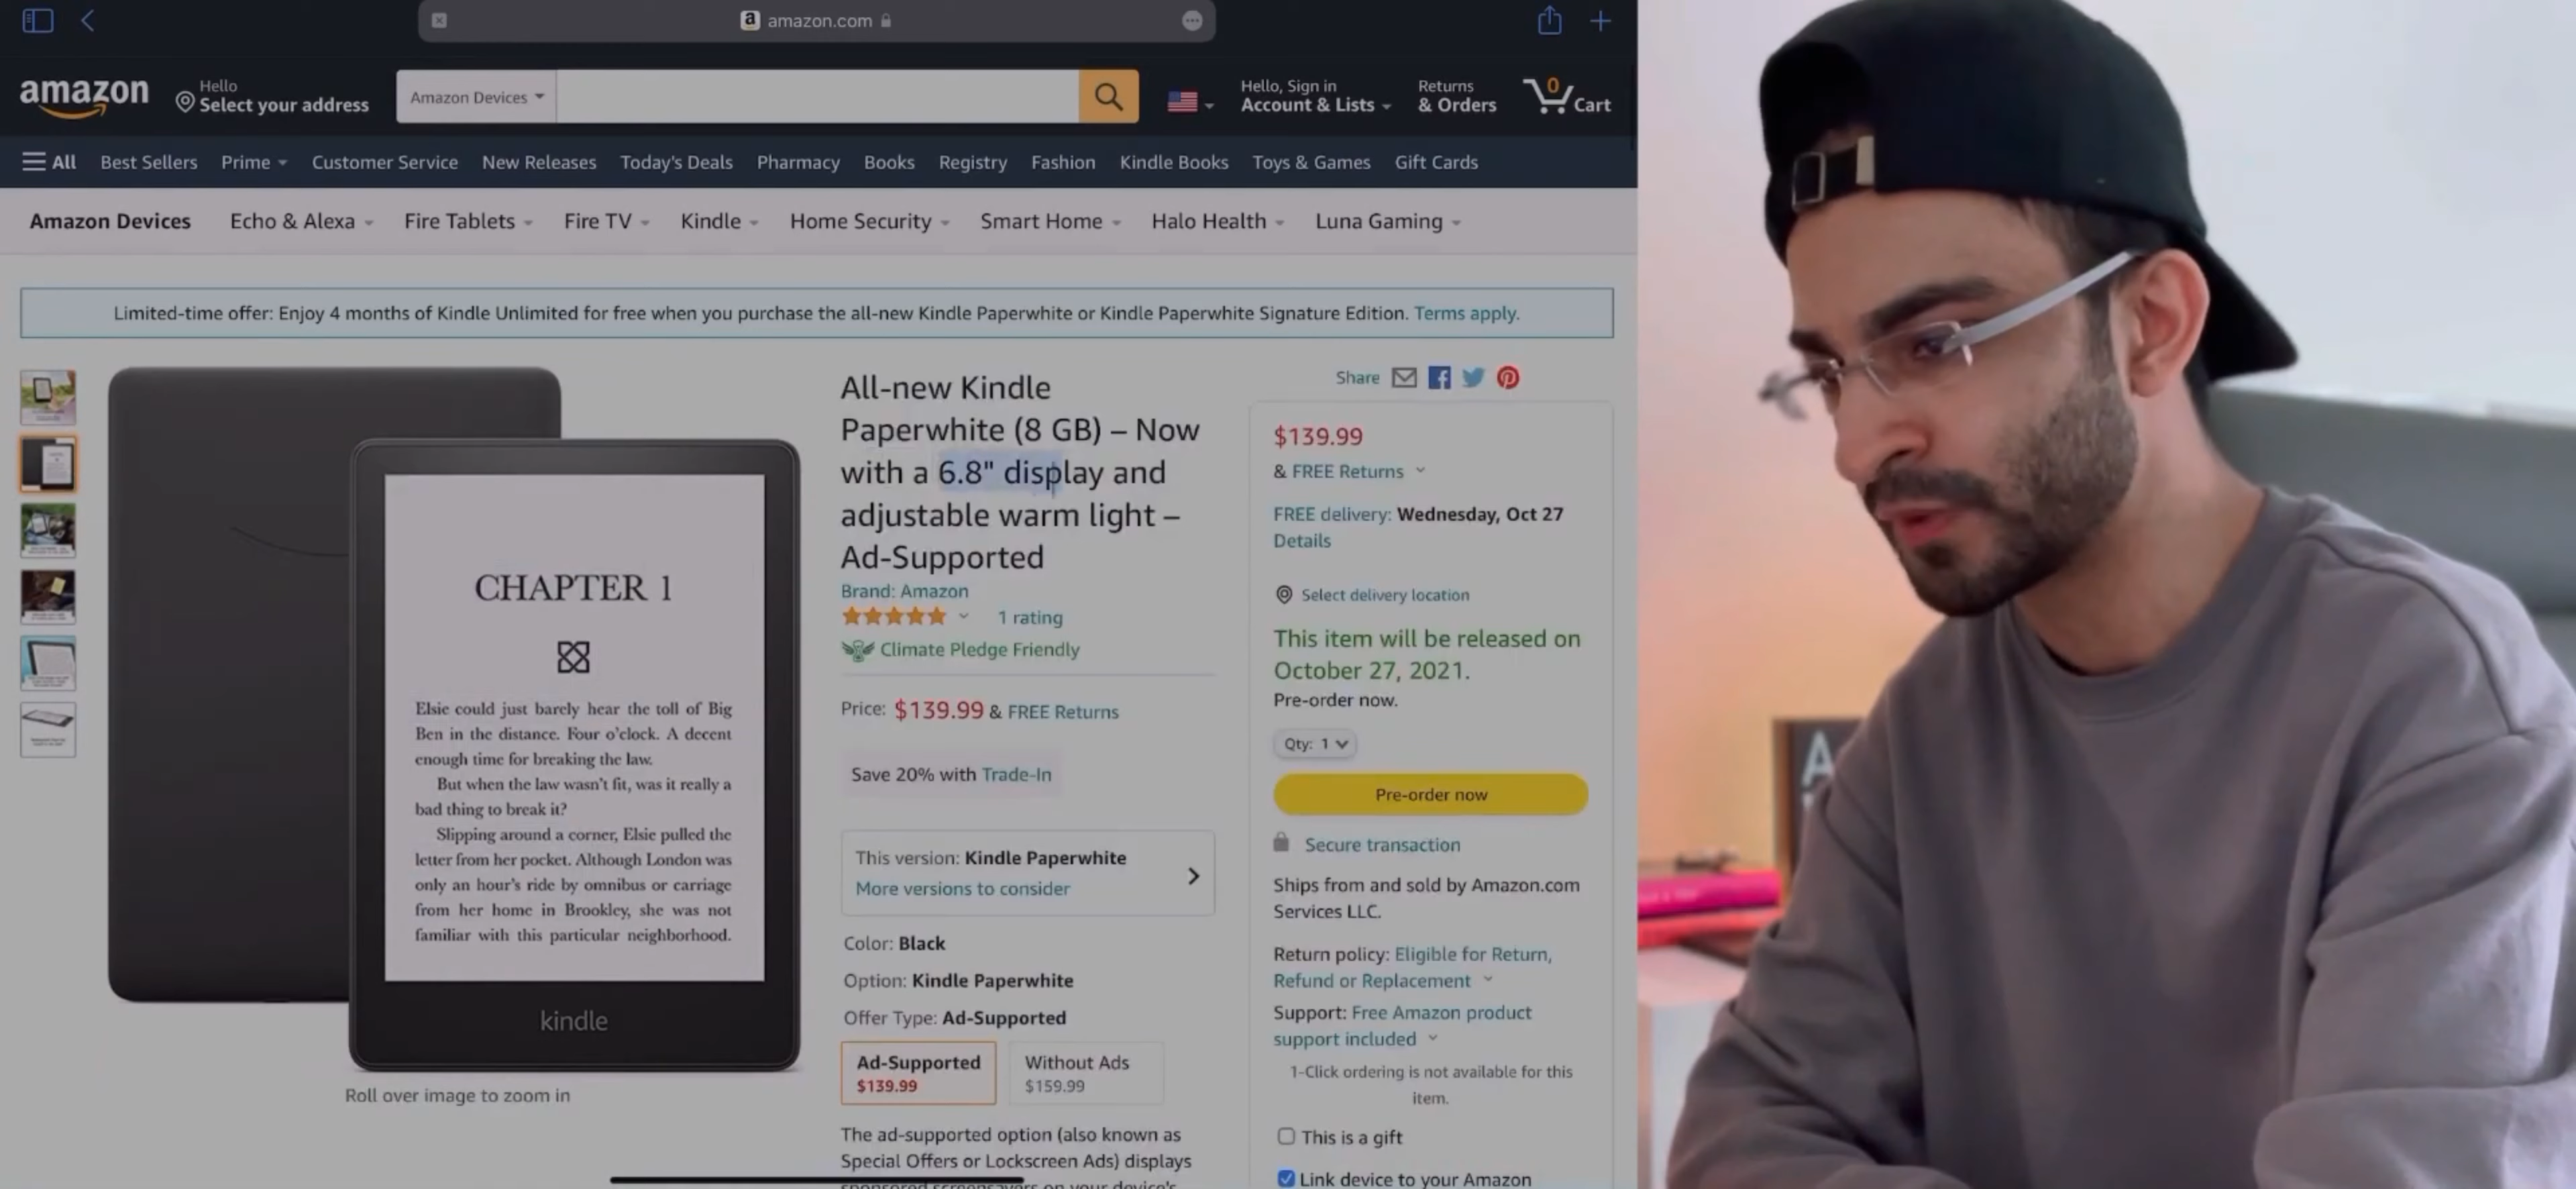 amazon.com
amazon
Hello
Select your address
Amazon Devices
Hello, Sign in
Account & Lists
Returns
& Orders
0
Cart
All Best Sellers Prime Customer Service New Releases Today's Deals Pharmacy Books Registry Fashion Kindle Books Toys & Games Gift Cards
Amazon Devices Echo & Alexa Fire Tablets Fire TV Kindle Home Security Smart Home Halo Health Luna Gaming
Limited-time offer: Enjoy 4 months of Kindle Unlimited for free when you purchase the all-new Kindle Paperwhite or Kindle Paperwhite Signature Edition. Terms apply.
CHAPTER 1
Elsie could just barely hear the toll of Big
Ben in the distance. Four o'clock. A decent
enough time for breaking the law.
But when the law wasn't fit, was it really a
bad thing to break it?
Slipping around a corner, Elsie pulled the
letter from her pocket. Although London was
only an hour's ride by omnibus or carriage
from her home in Brookley, she was not
familiar with this particular neighborhood.
kindle
Roll over image to zoom in
All-new Kindle
Paperwhite (8 GB) – Now
with a 6.8" display and
adjustable warm light –
Ad-Supported
Brand: Amazon
1 rating
Climate Pledge Friendly
Price: $139.99 & FREE Returns
Save 20% with Trade-In
This version: Kindle Paperwhite
More versions to consider
Color: Black
Option: Kindle Paperwhite
Offer Type: Ad-Supported
Ad-Supported
$139.99
Without Ads
$159.99
The ad-supported option (also known as
Special Offers or Lockscreen Ads) displays
sponsored screensavers on your device's
Share
$139.99
& FREE Returns
FREE delivery: Wednesday, Oct 27
Details
Select delivery location
This item will be released on
October 27, 2021.
Pre-order now.
Qty: 1
Pre-order now
Secure transaction
Ships from and sold by Amazon.com
Services LLC.
Return policy: Eligible for Return,
Refund or Replacement
Support: Free Amazon product
support included
1-Click ordering is not available for this
item.
This is a gift
Link device to your Amazon
A